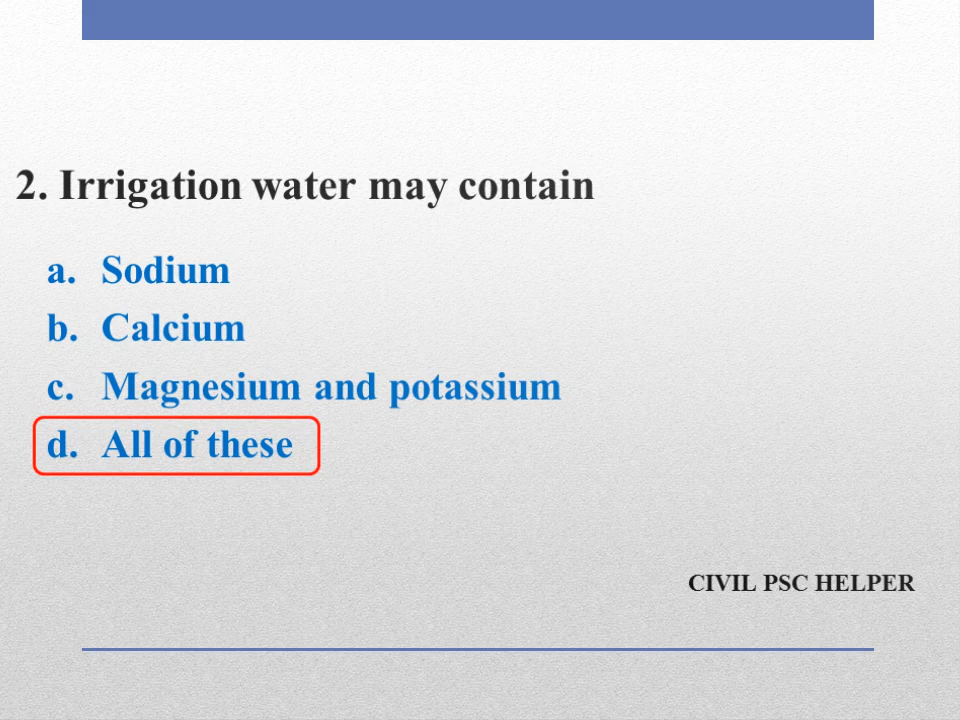 2. Irrigation water may contain
a. Sodium
b. Calcium
c. Magnesium and potassium
d. All of these
CIVIL PSC HELPER